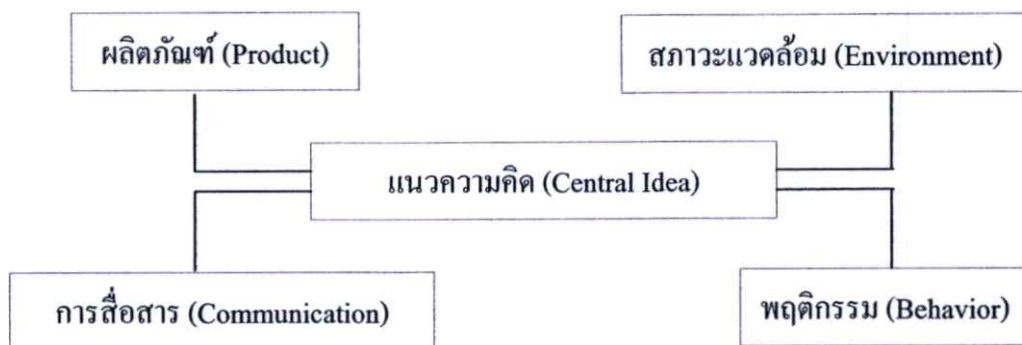 ผลิตภัณฑ์ (Product)
สภาวะแวดล้อม (Environment)
แนวความคิด (Central Idea)
การสื่อสาร (Communication)
พฤติกรรม (Behavior)